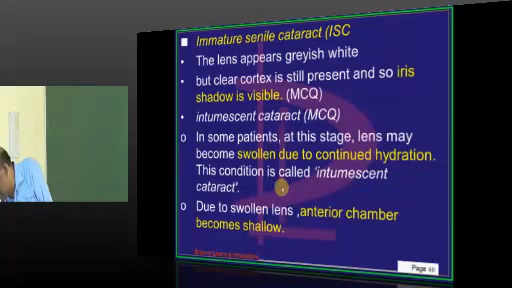 Immature senile cataract (ISC
The lens appears greyish white
but clear cortex is still present and so iris
shadow is visible. (MCQ)
intumescent cataract (MCQ)
In some patients, at this stage, lens may
become swollen due to continued hydration.
This condition is called 'intumescent
cataract'.
Due to swollen lens ,anterior chamber
becomes shallow.
Page 68